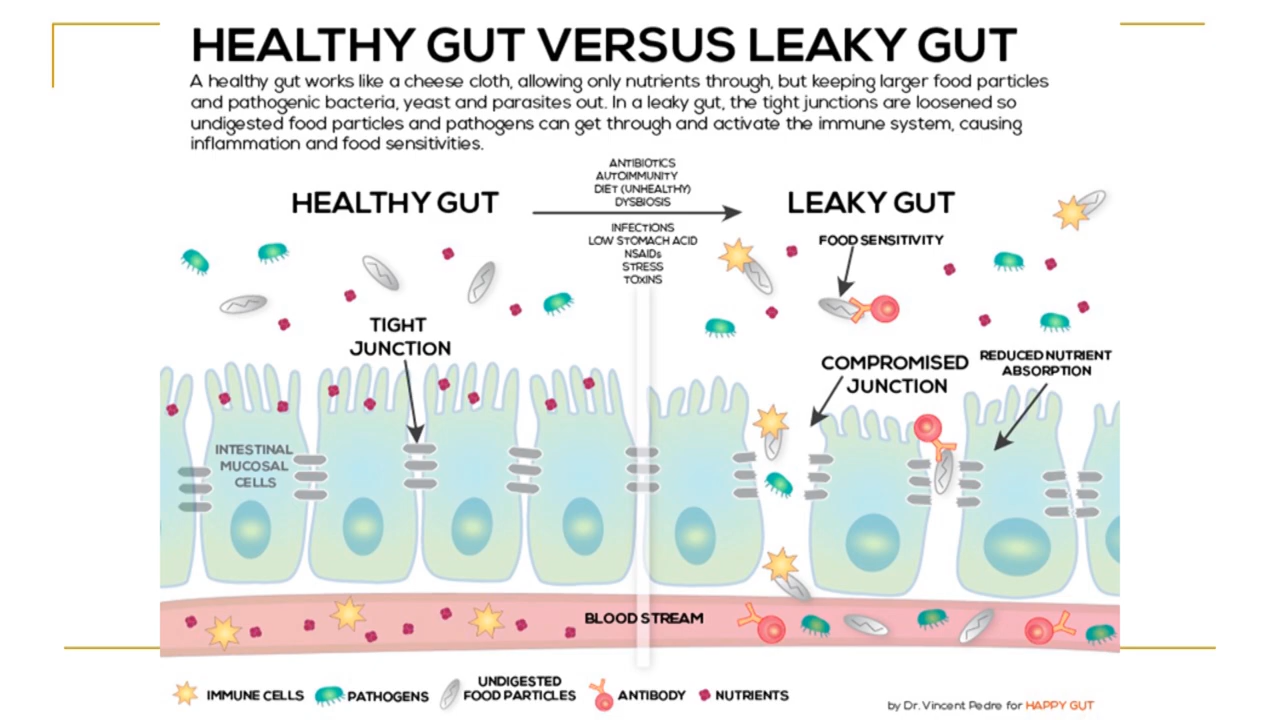 HEALTHY GUT VERSUS LEAKY GUT
A healthy gut works like a cheese cloth, allowing only nutrients through, but keeping larger food particles
and pathogenic bacteria, yeast and parasites out. In a leaky gut, the tight junctions are loosened so
undigested food particles and pathogens can get through and activate the immune system, causing
inflammation and food sensitivities.
HEALTHY GUT
ANTIBIOTICS
AUTOIMMUNITY
DIET (UNHEALTHY)
DYSBIOSIS
INFECTIONS
LOW STOMACH ACID
NSAIDs
STRESS
TOXINS
LEAKY GUT
FOOD SENSITIVITY
TIGHT
JUNCTION
COMPROMISED
JUNCTION
REDUCED NUTRIENT
ABSORPTION
INTESTINAL
MUCOSAL
CELLS
BLOOD STREAM
IMMUNE CELLS
PATHOGENS
UNDIGESTED
FOOD PARTICLES
ANTIBODY
NUTRIENTS
by Dr. Vincent Pedre for HAPPY GUT